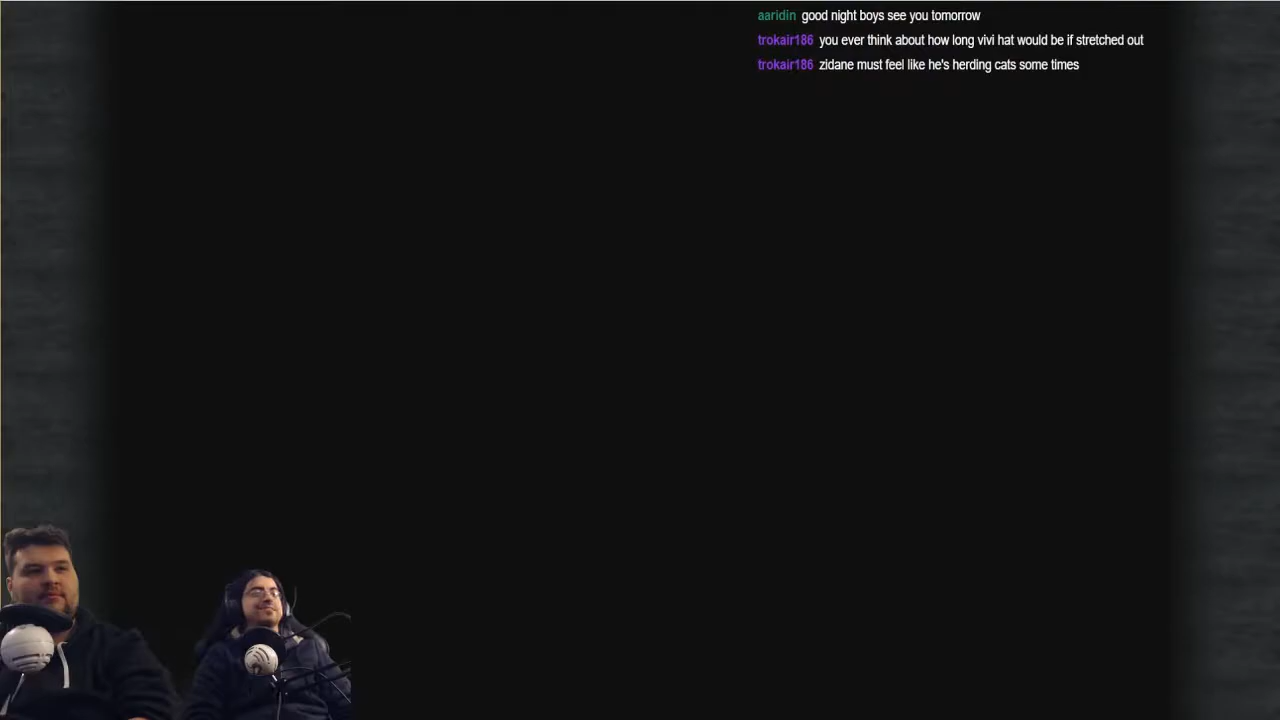 aaridin good night boys see you tomorrow
trokair186 you ever think about how long vivi hat would be if stretched out
trokair186 zidane must feel like he's herding cats some times